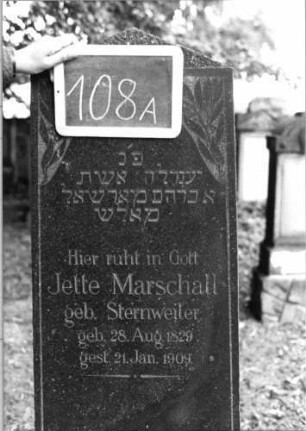 108A
פ״נ
יענדלה אשת
אברהם מארשאל
מאלש
Hier ruht in Gott
Jette Marschall
geb. Sternweiler
geb. 28. Aug. 1829
gest. 21. Jan. 1909.